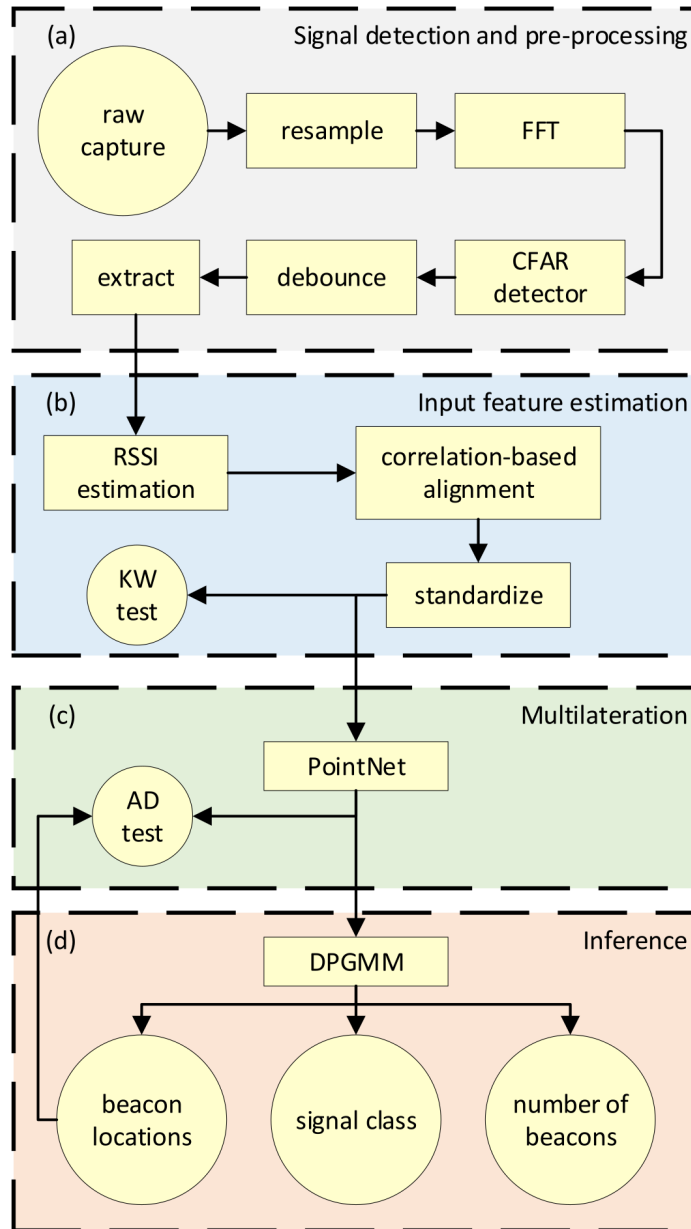 (a)
Signal detection and pre-processing
raw
capture
resample
FFT
extract
debounce
CFAR
detector
(b)
Input feature estimation
RSSI
estimation
correlation-based
alignment
KW
test
standardize
(c)
Multilateration
PointNet
AD
test
(d)
Inference
DPGMM
beacon
locations
signal class
number of
beacons